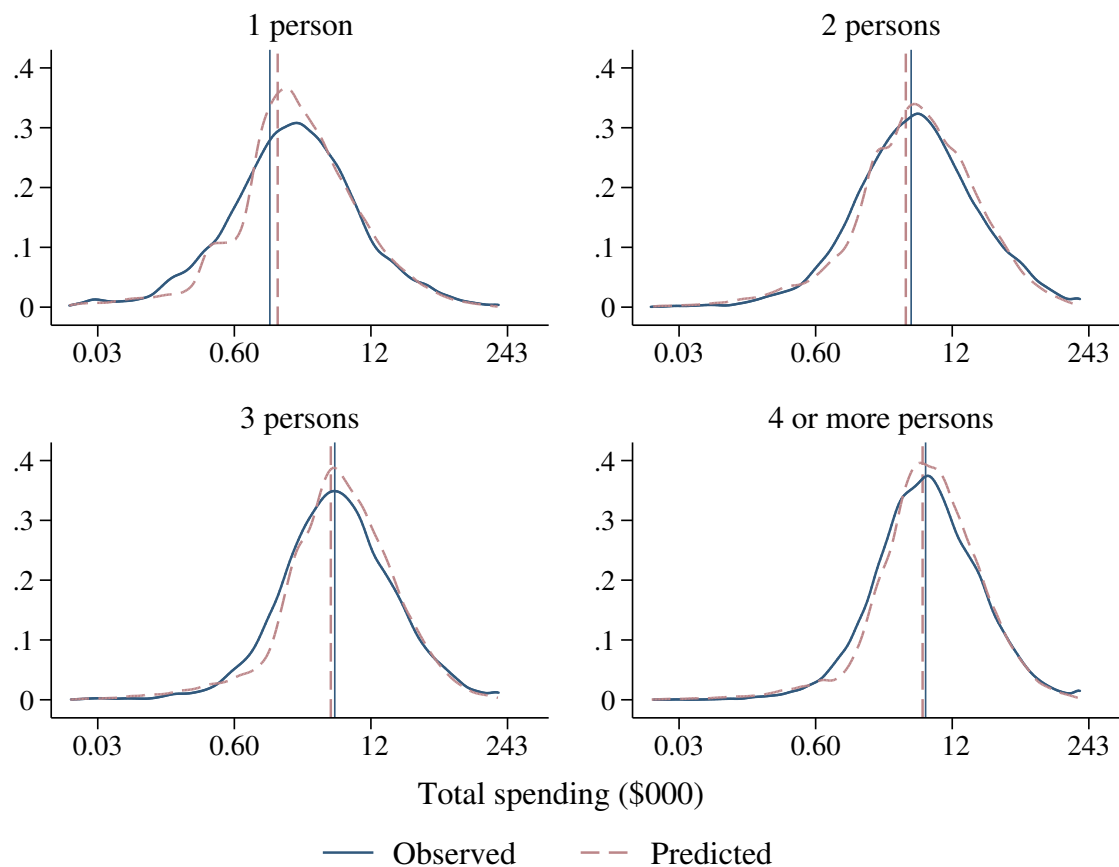 1 person
2 persons
.4
.3
.2
.1
0
0.03 0.60 12 243
.4
.3
.2
.1
0
0.03 0.60 12 243
3 persons
4 or more persons
.4
.3
.2
.1
0
0.03 0.60 12 243
.4
.3
.2
.1
0
0.03 0.60 12 243
Total spending ($000)
Observed Predicted